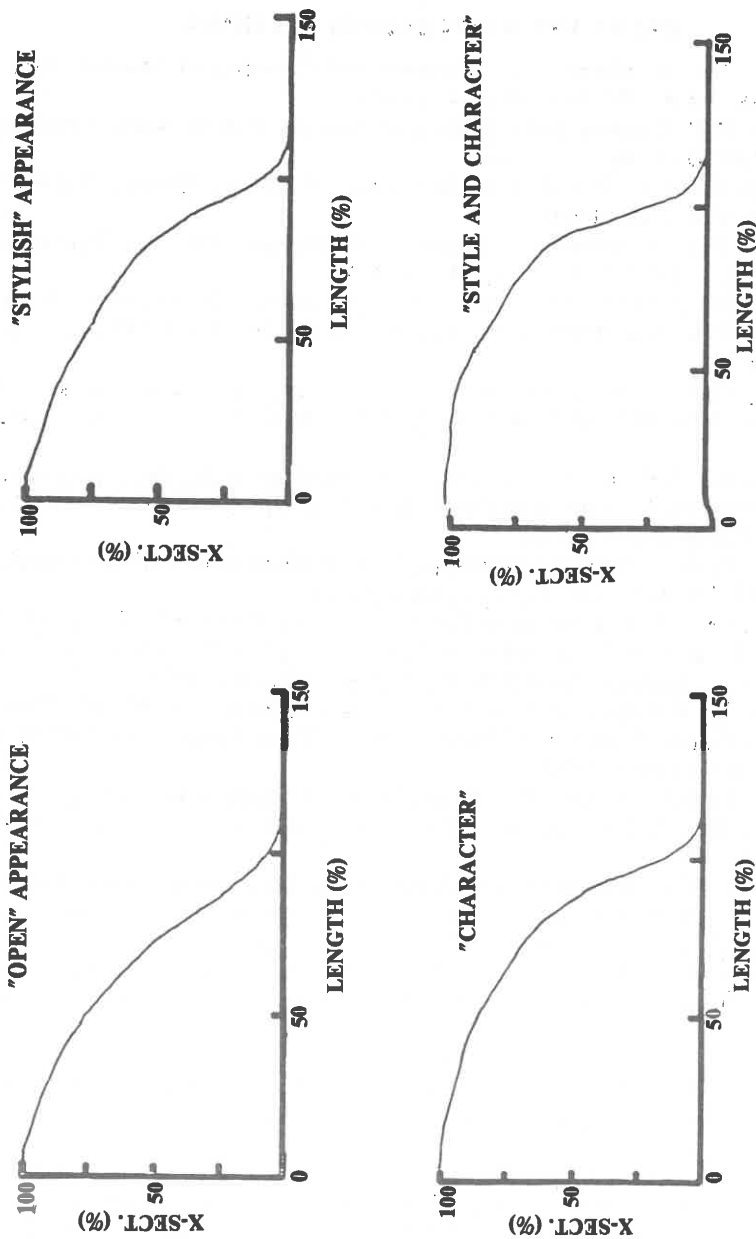 "OPEN" APPEARANCE
X-SECT. (%)
100
50
0
50
150
LENGTH (%)
"STYLISH" APPEARANCE
X-SECT. (%)
100
50
0
50
150
LENGTH (%)
"CHARACTER"
X-SECT. (%)
100
50
0
50
150
LENGTH (%)
"STYLE AND CHARACTER"
X-SECT. (%)
100
50
0
50
150
LENGTH (%)